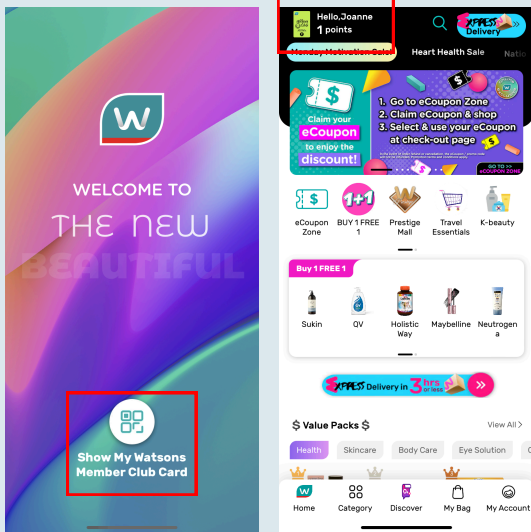 W
WELCOME TO
THE NEW
BEAUTIFUL
Show My Watsons
Member Club Card
Hello,Joanne
1 points
EXPRESS
Delivery
Monday Motivation Sale!
Heart Health Sale
Natio
$
Claim your
eCoupon
to enjoy the
discount!
1. Go to eCoupon Zone
2. Claim eCoupon & shop
3. Select & use your eCoupon
at check-out page
GO TO >>
eCOUPON ZONE
eCoupon
Zone
1+1
BUY 1 FREE
1
Prestige
Mall
Travel
Essentials
K-beauty
Buy 1 FREE 1
Sukin
QV
Holistic
Way
Maybelline
Neutrogen
a
EXPRESS Delivery in 3 hrs
or less
$ Value Packs $
View All >
Health
Skincare
Body Care
Eye Solution
Home
Category
Discover
My Bag
My Account